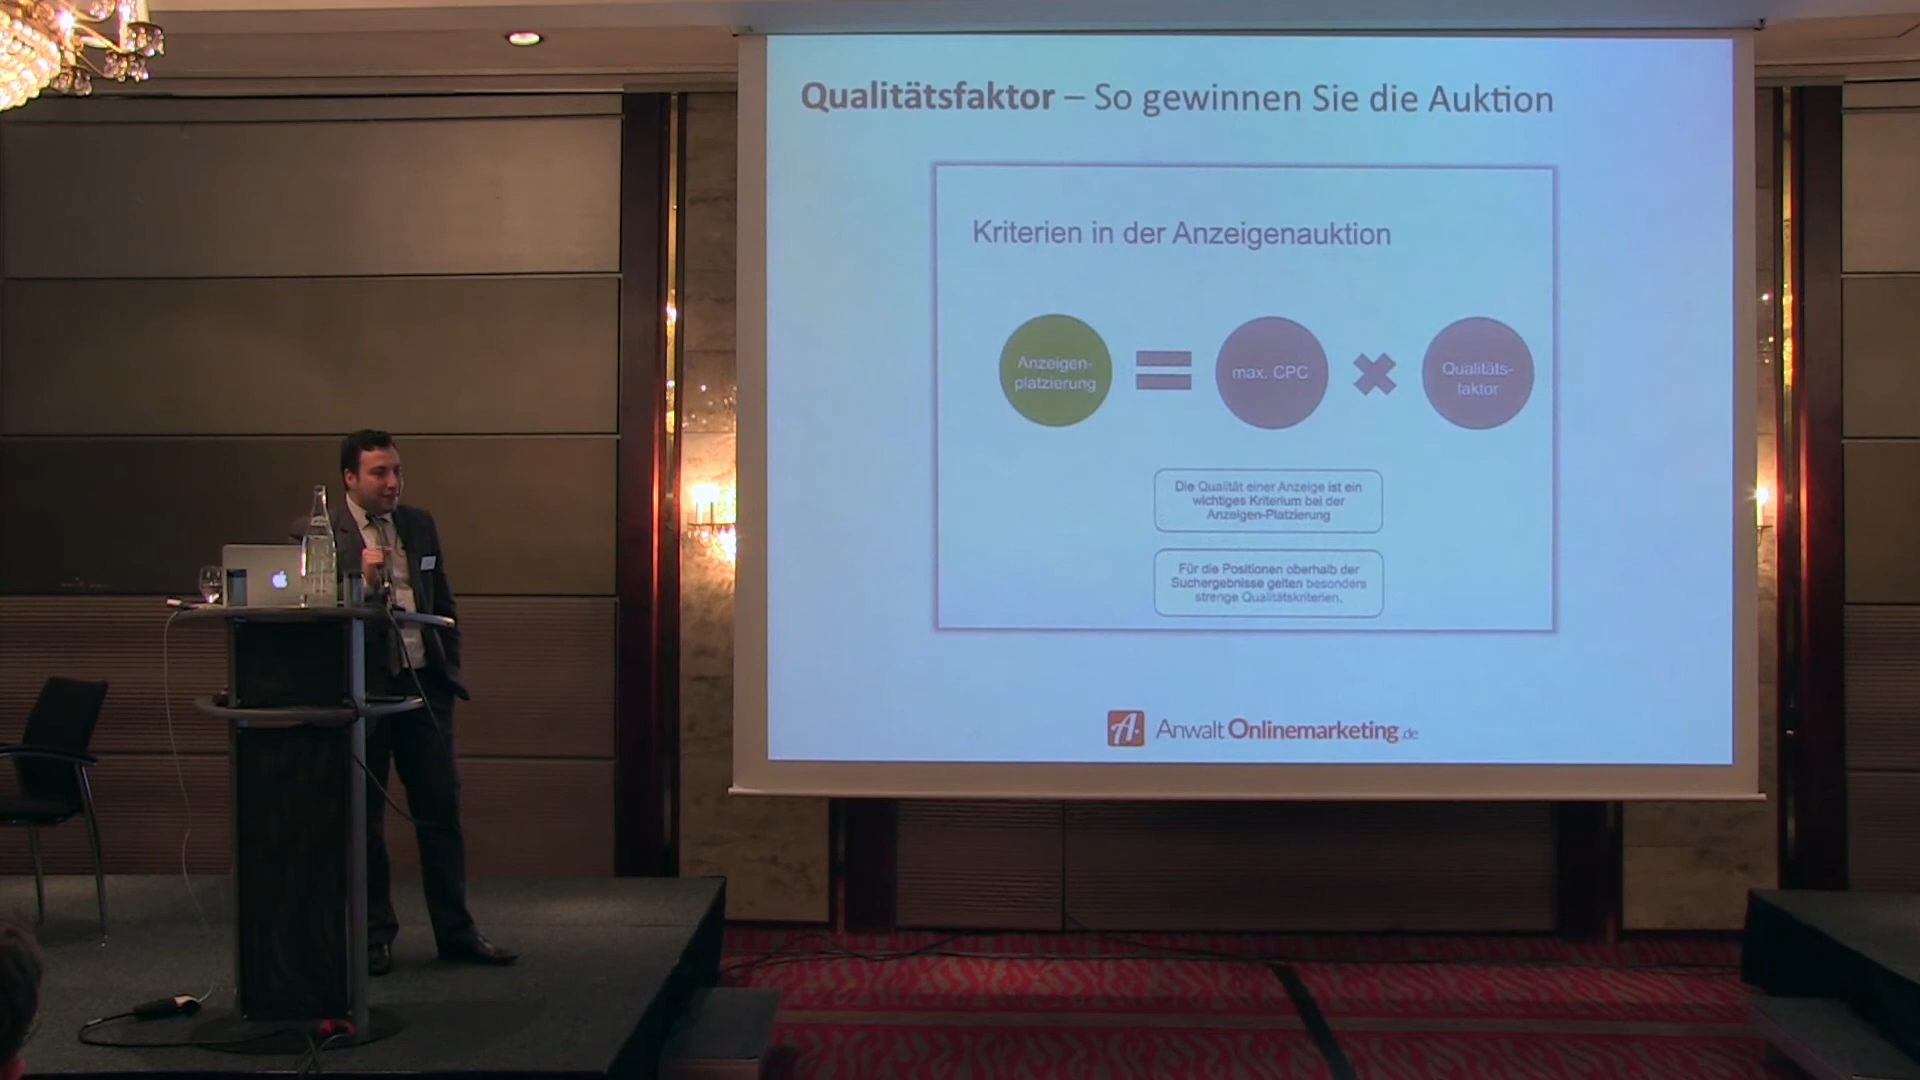 Qualitätsfaktor – So gewinnen Sie die Auktion
Kriterien in der Anzeigenauktion
Anzeigen-
platzierung
max. CPC
Qualitäts-
faktor
Die Qualität einer Anzeige ist ein
wichtiges Kriterium bei der
Anzeigen-Platzierung
Für die Positionen oberhalb der
Suchergebnisse gelten besonders
strenge Qualitätskriterien.
A Anwalt Onlinemarketing.de